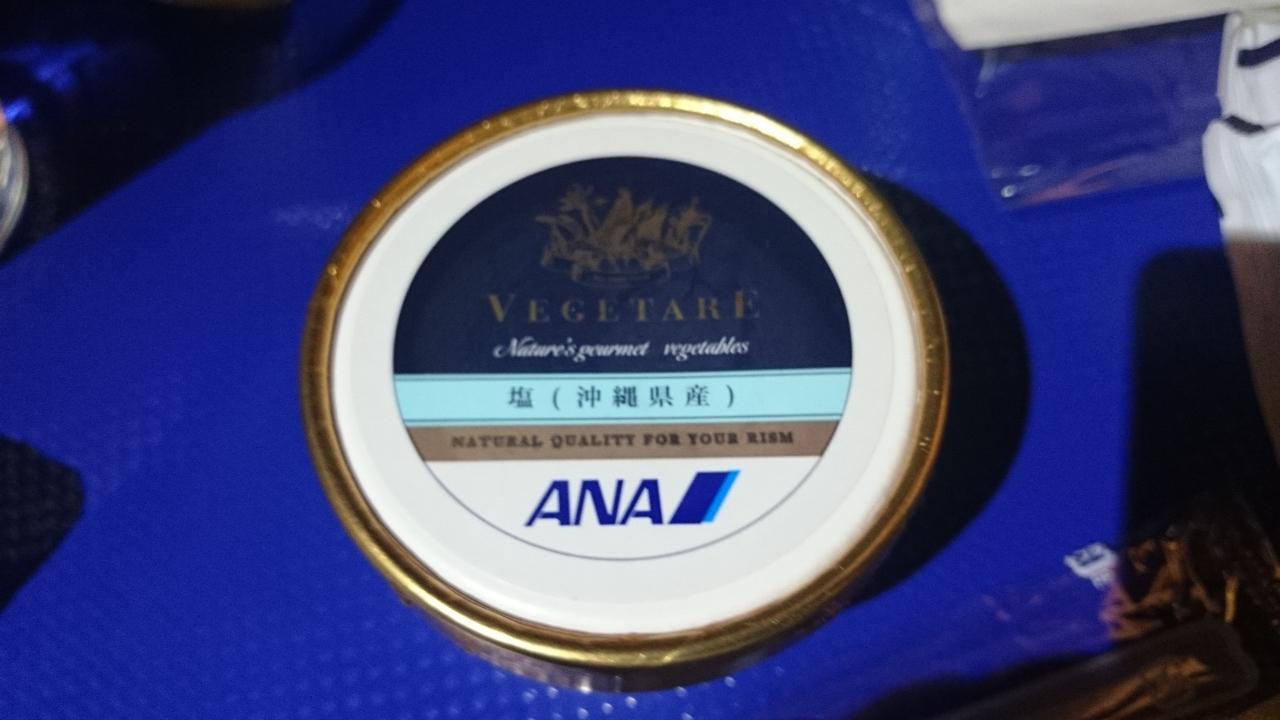 VEGETARE
Nature's gourmet vegetables
塩(沖縄県産)
NATURAL QUALITY FOR YOUR RISM
ANA